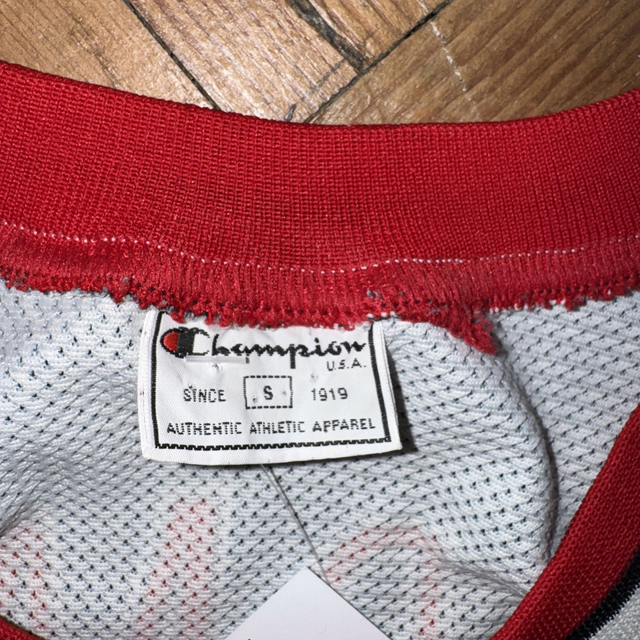 Champion
U.S.A.
SINCE S 1919
AUTHENTIC ATHLETIC APPAREL